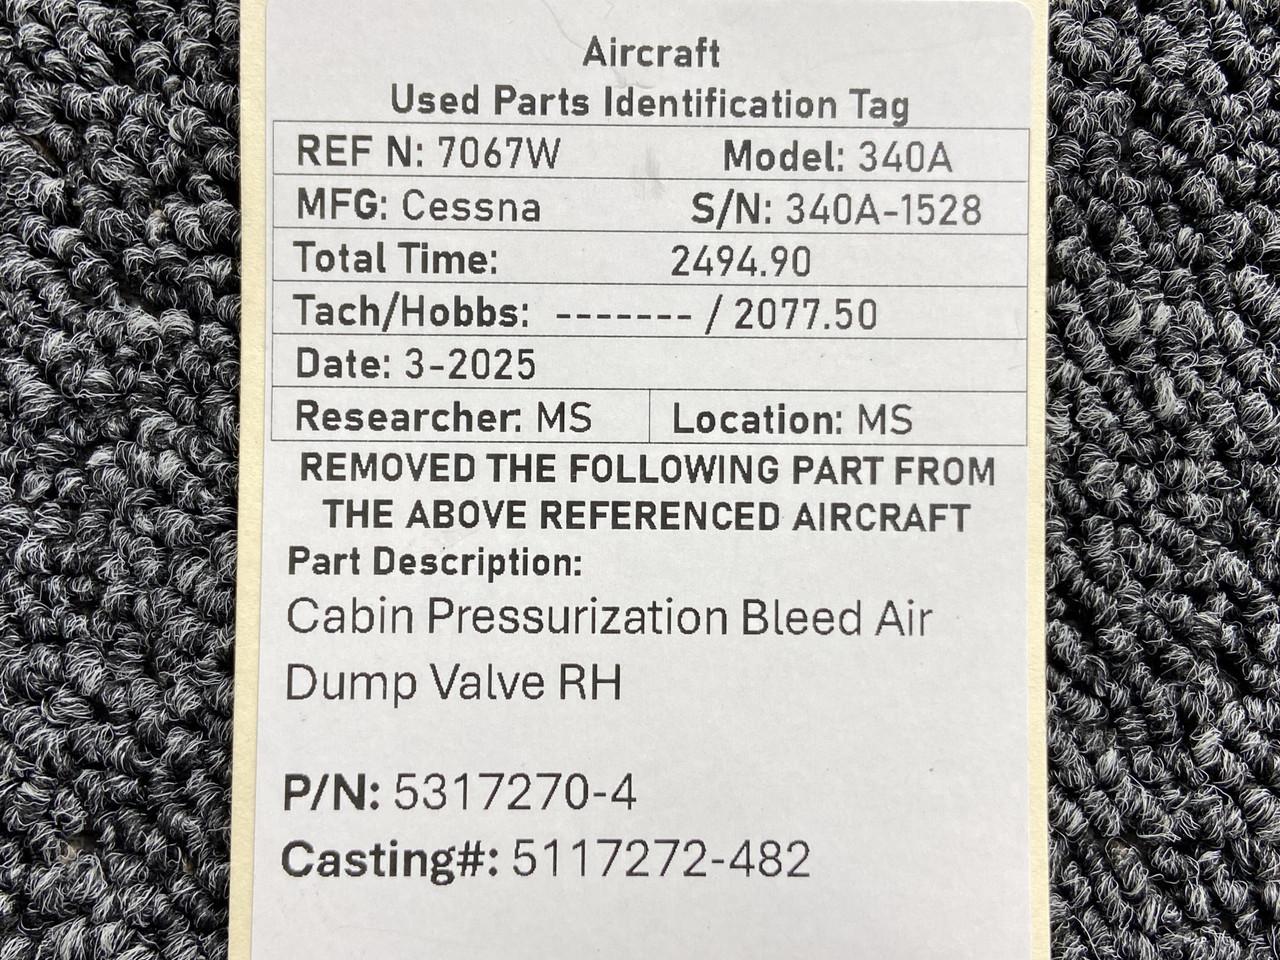 Aircraft
Used Parts Identification Tag
REF N: 7067W Model: 340A
MFG: Cessna S/N: 340A-1528
Total Time: 2494.90
Tach/Hobbs: ------- / 2077.50
Date: 3-2025
Researcher: MS Location: MS
REMOVED THE FOLLOWING PART FROM
THE ABOVE REFERENCED AIRCRAFT
Part Description:
Cabin Pressurization Bleed Air
Dump Valve RH
P/N: 5317270-4
Casting#: 5117272-482